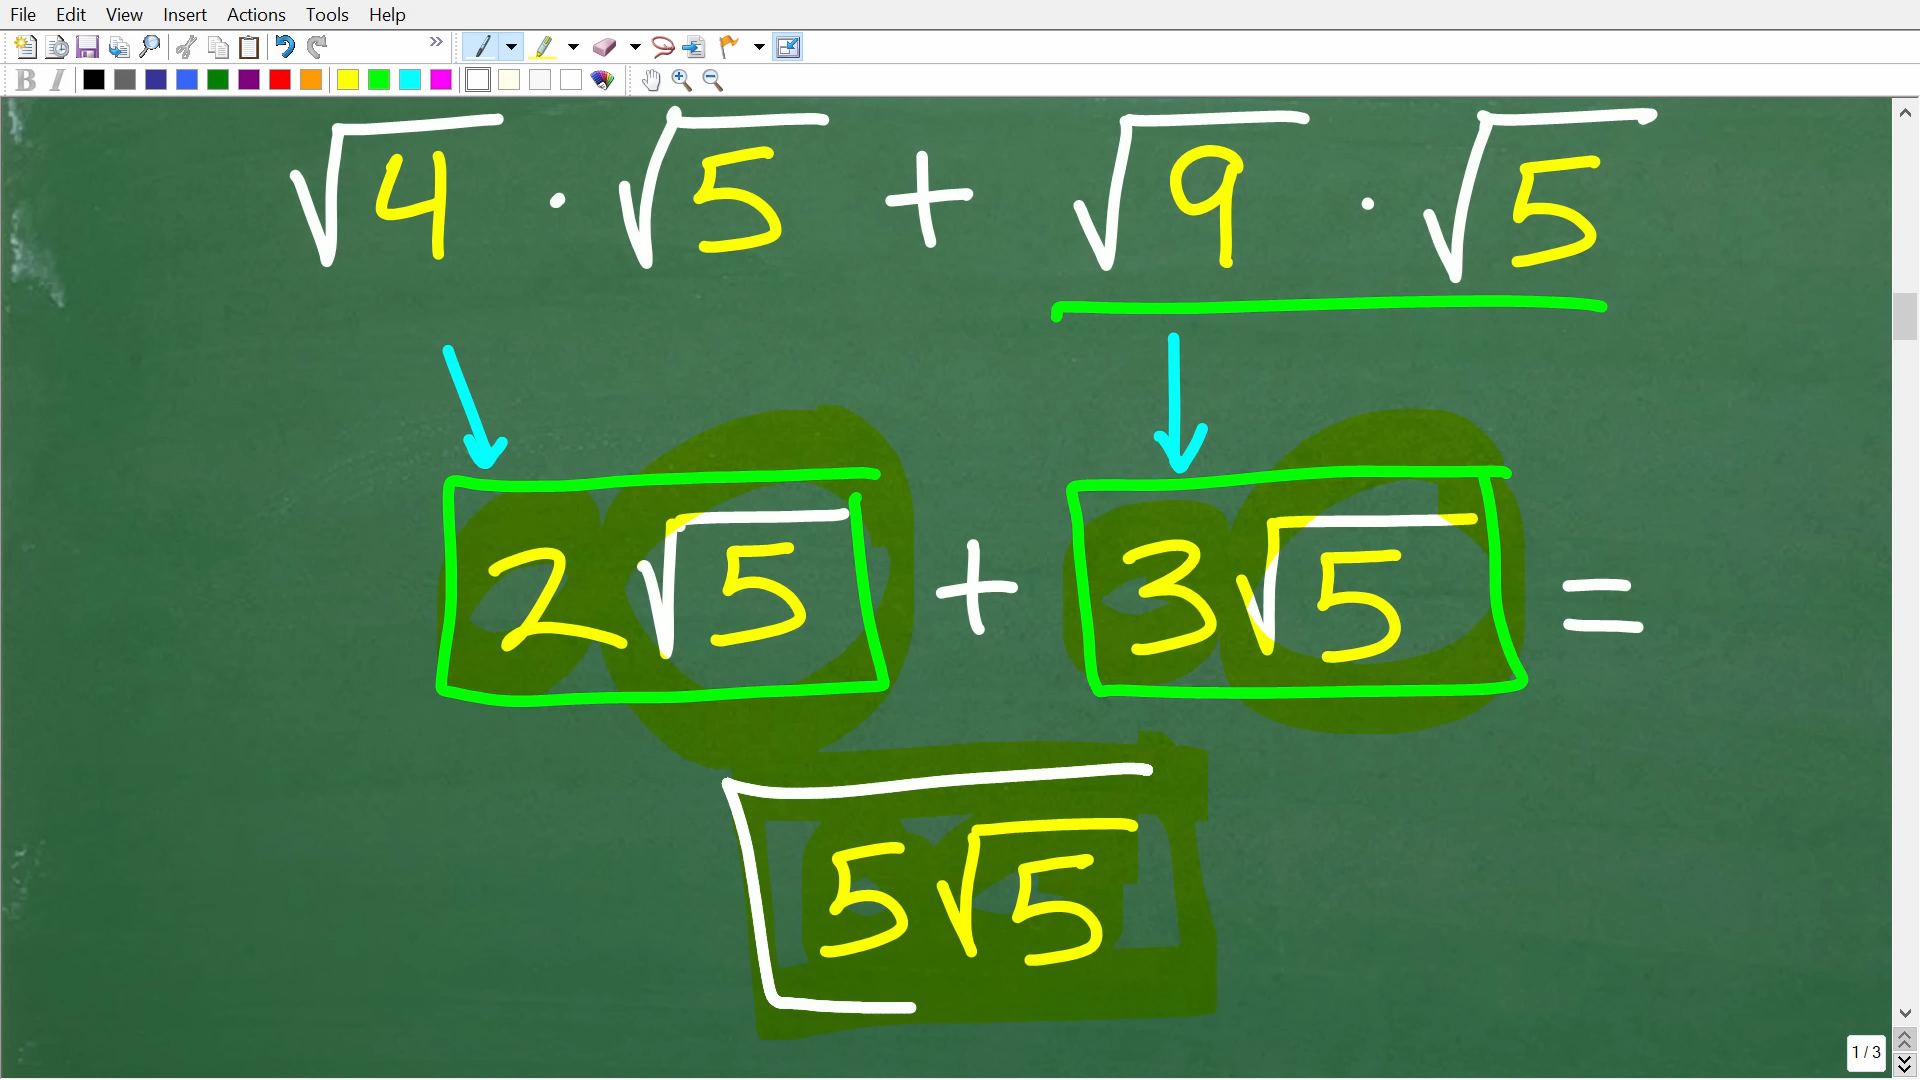 File Edit View Insert Actions Tools Help
B I
√4 · √5 + √9 · √5
2√5 + 3√5 =
5√5
1 / 3